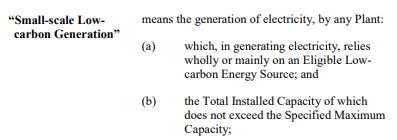 “Small-scale Low- means the generation of electricity, by any Plant:
carbon Generation”
(a) which, in generating electricity, relies
wholly or mainly on an Eligible Low-
carbon Energy Source; and
(b) the Total Installed Capacity of which
does not exceed the Specified Maximum
Capacity;